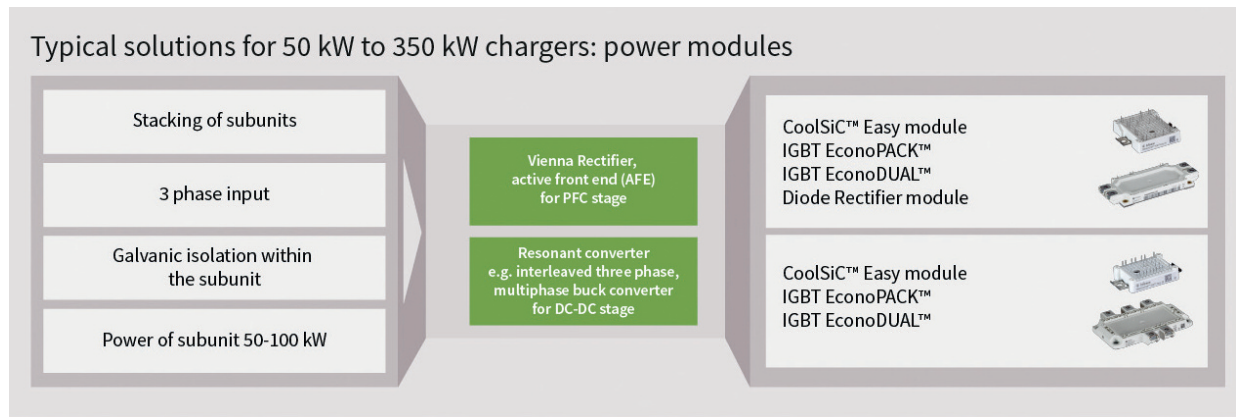 Typical solutions for 50 kW to 350 kW chargers: power modules
Stacking of subunits
3 phase input
Galvanic isolation within
the subunit
Power of subunit 50-100 kW
Vienna Rectifier,
active front end (AFE)
for PFC stage
Resonant converter
e.g. interleaved three phase,
multiphase buck converter
for DC-DC stage
CoolSiC™ Easy module
IGBT EconoPACK™
IGBT EconoDUAL™
Diode Rectifier module
CoolSiC™ Easy module
IGBT EconoPACK™
IGBT EconoDUAL™